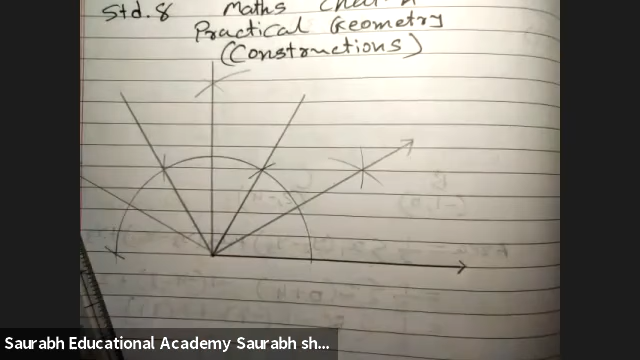 Std. 8 Maths
Practical Geometry
(Constructions)
Saurabh Educational Academy Saurabh sh...